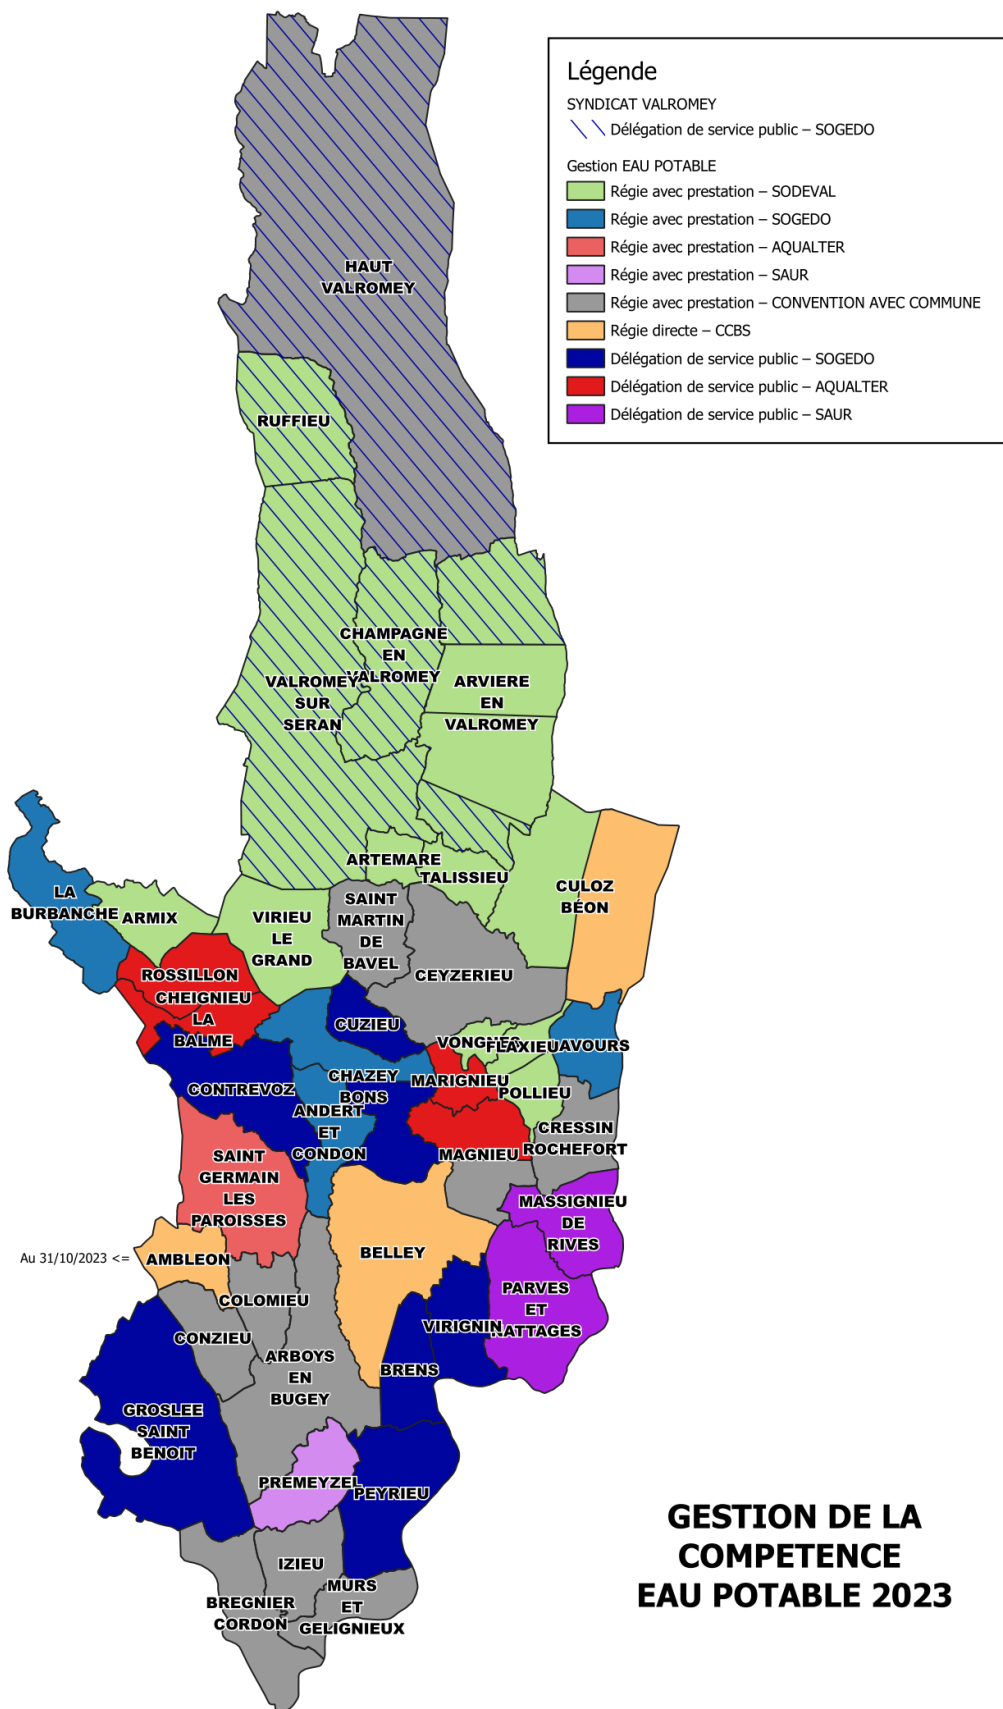 Légende
SYNDICAT VALROMEY
Délégation de service public – SOGEDO
Gestion EAU POTABLE
Régie avec prestation – SODEVAL
Régie avec prestation – SOGEDO
Régie avec prestation – AQUALTER
Régie avec prestation – SAUR
Régie avec prestation – CONVENTION AVEC COMMUNE
Régie directe – CCBS
Délégation de service public – SOGEDO
Délégation de service public – AQUALTER
Délégation de service public – SAUR
HAUT
VALROMEY
RUFFIEU
CHAMPAGNE
EN
VALROMEY
VALROMEY
SUR
SERAN
ARVIERE
EN
VALROMEY
ARTEMARE
TALISSIEU
CULOZ
BÉON
LA
BURBANCHE
ARMIX
VIRIEU
LE
GRAND
SAINT
MARTIN
DE
BAVEL
CEYZERIEU
ROSSILLON
CHEIGNIEU
LA
BALME
CUZIEU
VONGNES
FLAXIEU
AVOURS
CONTREVOZ
CHAZEY
BONS
MARIGNIEU
POLLIEU
ANDERT
ET
CONDON
CRESSIN
ROCHEFORT
MAGNIEU
SAINT
GERMAIN
LES
PAROISSES
MASSIGNIEU
DE
RIVES
Au 31/10/2023 <=
AMBLEON
BELLEY
COLOMIEU
PARVES
ET
NATTAGES
CONZIEU
VIRIGNIN
ARBOYS
EN
BUGEY
BRENS
GROSLEE
SAINT
BENOIT
PREMEYZEL
PEYRIEU
IZIEU
MURS
ET
GELIGNIEUX
BREGNIER
CORDON
GESTION DE LA
COMPETENCE
EAU POTABLE 2023